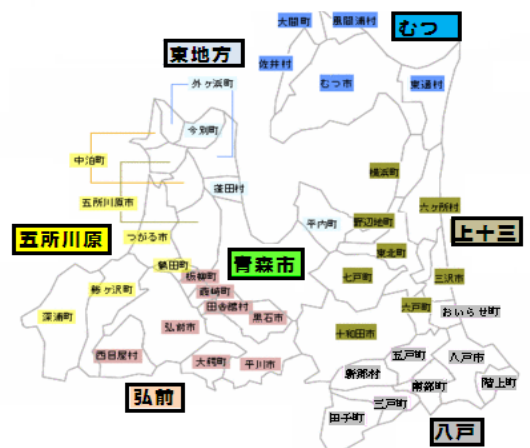 大間町
風間浦村
むつ
東地方
佐井村
むつ市
東通村
外ヶ浜町
今別町
中泊町
横浜町
蓬田村
五所川原市
六ヶ所村
平内町
野辺地町
つがる市
上十三
五所川原
東北町
青森市
鶴田町
板柳町
七戸町
三沢市
鰺ヶ沢町
藤崎町
田舎館村
六戸町
おいらせ町
深浦町
黒石市
弘前市
十和田市
西目屋村
五戸町
八戸市
大鰐町
平川市
新郷村
南部町
階上町
弘前
三戸町
田子町
八戸